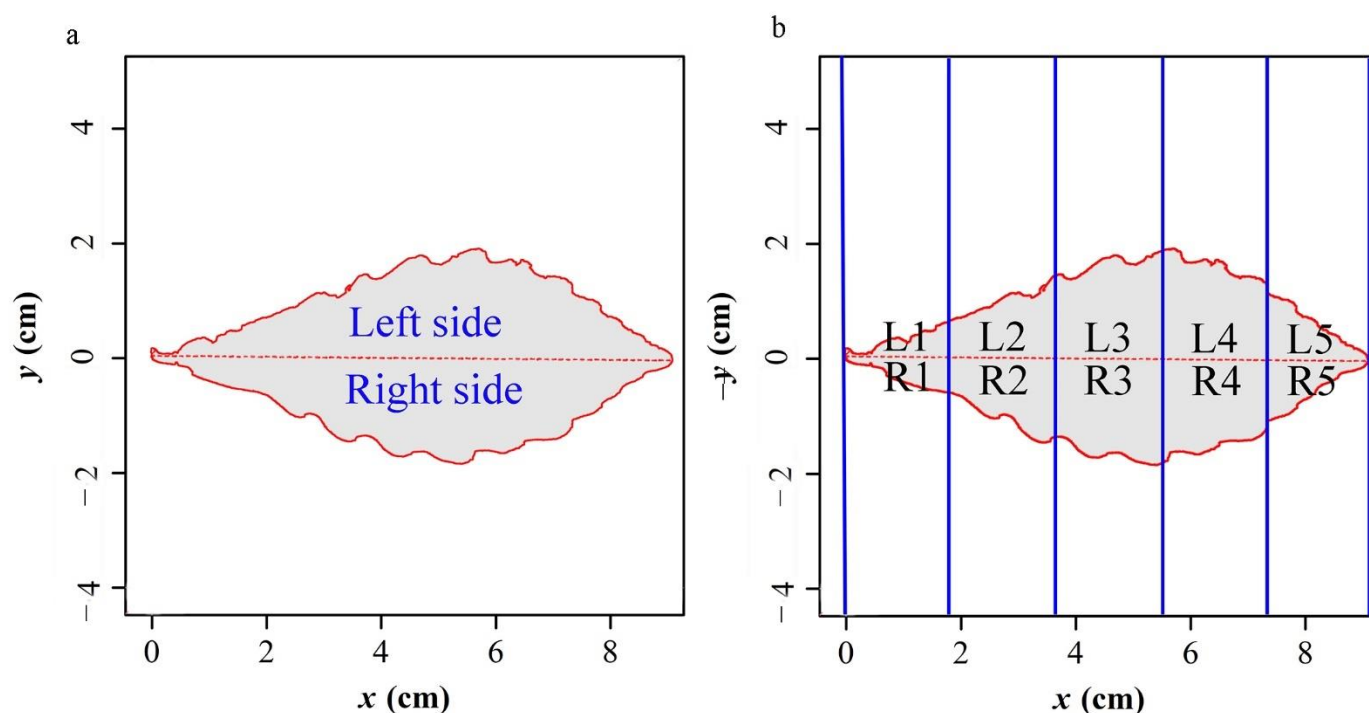 a
4
2
0
−2
−4
y (cm)
Left side
Right side
0 2 4 6 8
x (cm)
b
4
2
0
−2
−4
−y (cm)
L1 L2 L3 L4 L5
R1 R2 R3 R4 R5
0 2 4 6 8
x (cm)